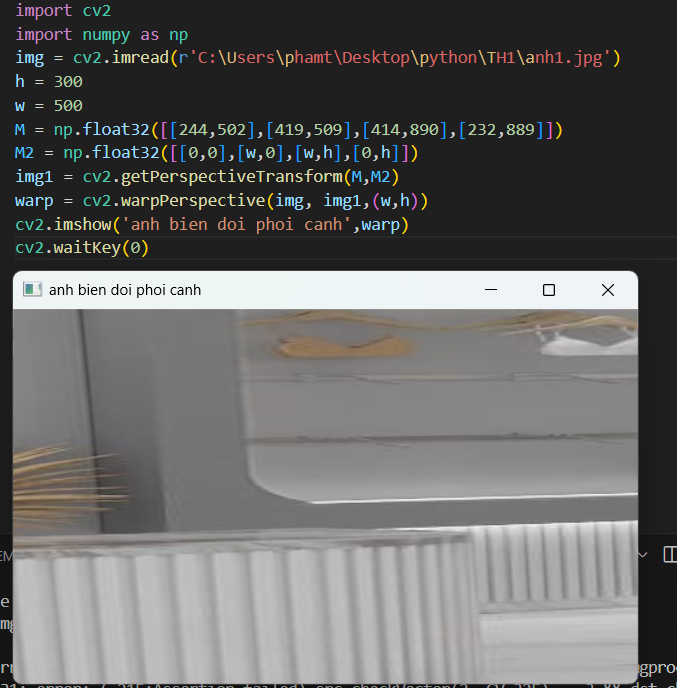 import cv2
import numpy as np
img = cv2.imread(r'C:\Users\phamt\Desktop\python\TH1\anh1.jpg')
h = 300
w = 500
M = np.float32([[244,502],[419,509],[414,890],[232,889]])
M2 = np.float32([[0,0],[w,0],[w,h],[0,h]])
img1 = cv2.getPerspectiveTransform(M,M2)
warp = cv2.warpPerspective(img, img1,(w,h))
cv2.imshow('anh bien doi phoi canh',warp)
cv2.waitKey(0)
anh bien doi phoi canh